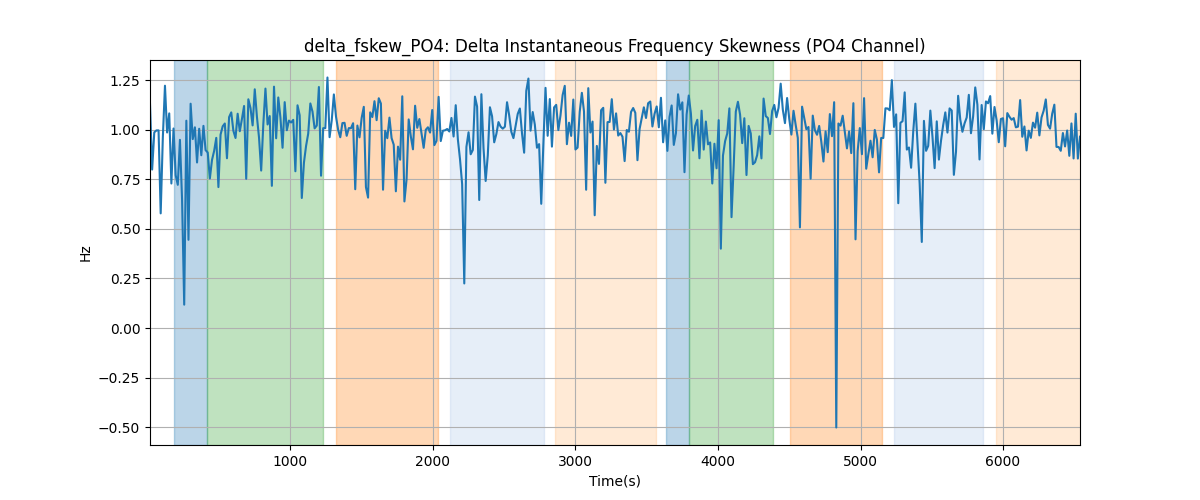 delta_fskew_PO4: Delta Instantaneous Frequency Skewness (PO4 Channel)
1.25
1.00
0.75
0.50
0.25
0.00
−0.25
−0.50
Hz
1000 2000 3000 4000 5000 6000
Time(s)